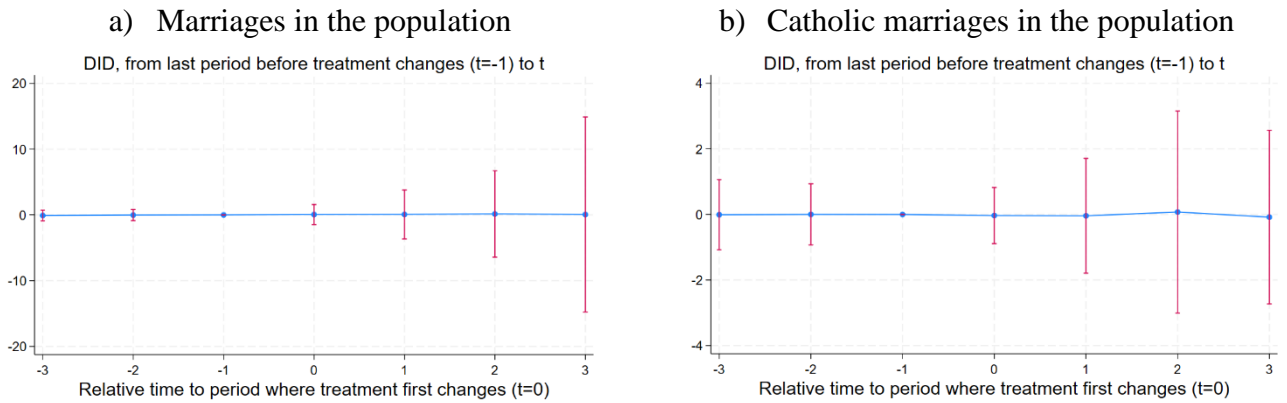 a) Marriages in the population
DID, from last period before treatment changes (t=-1) to t
20
10
0
-10
-20
-3 -2 -1 0 1 2 3
Relative time to period where treatment first changes (t=0)
b) Catholic marriages in the population
DID, from last period before treatment changes (t=-1) to t
4
2
0
-2
-4
-3 -2 -1 0 1 2 3
Relative time to period where treatment first changes (t=0)